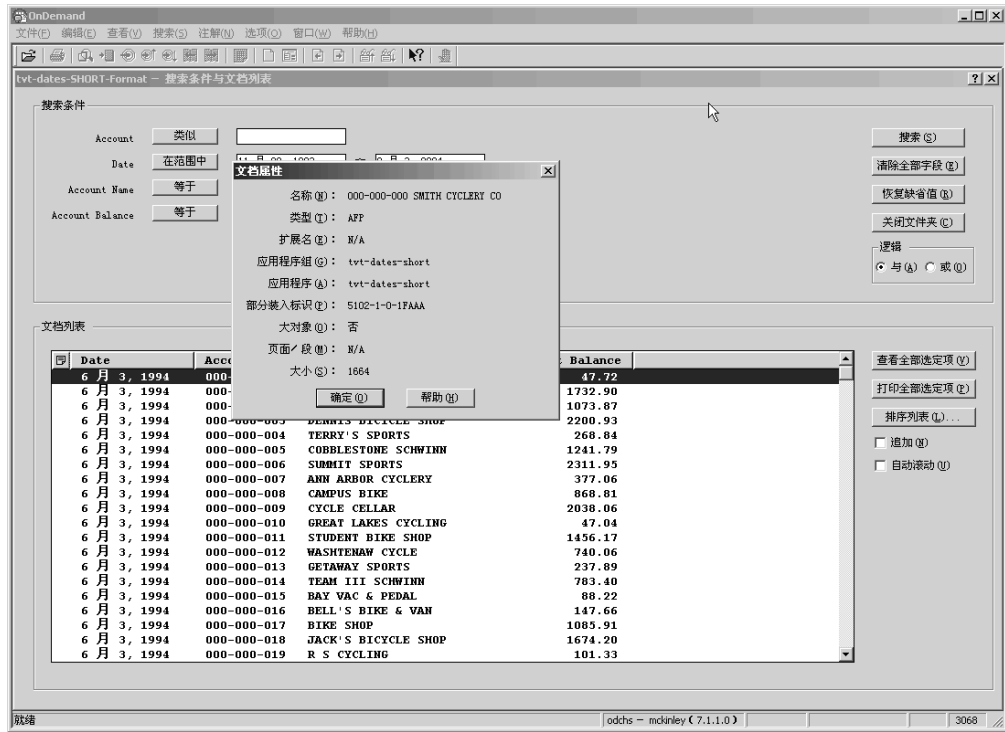 OnDemand
文件(F) 编辑(E) 查看(V) 搜索(S) 注解(N) 选项(O) 窗口(W) 帮助(H)
tvt-dates-SHORT-Format - 搜索条件与文档列表
搜索条件
Account 类似
搜索(S)
Date 在范围中
清除全部字段(E)
Account Name 等于
恢复缺省值(R)
Account Balance 等于
关闭文件夹(C)
逻辑
与(A) 或(O)
文档属性
名称(N): 000-000-000 SMITH CYCLERY CO
类型(T): AFP
扩展名(E): N/A
应用程序组(G): tvt-dates-short
应用程序(A): tvt-dates-short
部分装入标识(P): 5102-1-0-1FAAA
大对象(O): 否
页面/段(M): N/A
大小(S): 1664
确定(O) 帮助(H)
文档列表
Date Balance
6 月 3, 1994 47.72
6 月 3, 1994 1732.90
6 月 3, 1994 1073.87
6 月 3, 1994 000-000-003 DENNIS BICYCLE SHOP 2200.93
6 月 3, 1994 000-000-004 TERRY'S SPORTS 268.84
6 月 3, 1994 000-000-005 COBBLESTONE SCHWINN 1241.79
6 月 3, 1994 000-000-006 SUMMIT SPORTS 2311.95
6 月 3, 1994 000-000-007 ANN ARBOR CYCLERY 377.06
6 月 3, 1994 000-000-008 CAMPUS BIKE 868.81
6 月 3, 1994 000-000-009 CYCLE CELLAR 2038.06
6 月 3, 1994 000-000-010 GREAT LAKES CYCLING 47.04
6 月 3, 1994 000-000-011 STUDENT BIKE SHOP 1456.17
6 月 3, 1994 000-000-012 WASHTENAW CYCLE 740.06
6 月 3, 1994 000-000-013 GETAWAY SPORTS 237.89
6 月 3, 1994 000-000-014 TEAM III SCHWINN 783.40
6 月 3, 1994 000-000-015 BAY VAC & PEDAL 88.22
6 月 3, 1994 000-000-016 BELL'S BIKE & VAN 147.66
6 月 3, 1994 000-000-017 BIKE SHOP 1085.91
6 月 3, 1994 000-000-018 JACK'S BICYCLE SHOP 1674.20
6 月 3, 1994 000-000-019 R S CYCLING 101.33
查看全部选定项(V)
打印全部选定项(P)
排序列表(L)...
追加(N)
自动滚动(U)
就绪 odchs - mckinley ( 7.1.1.0 ) 3068